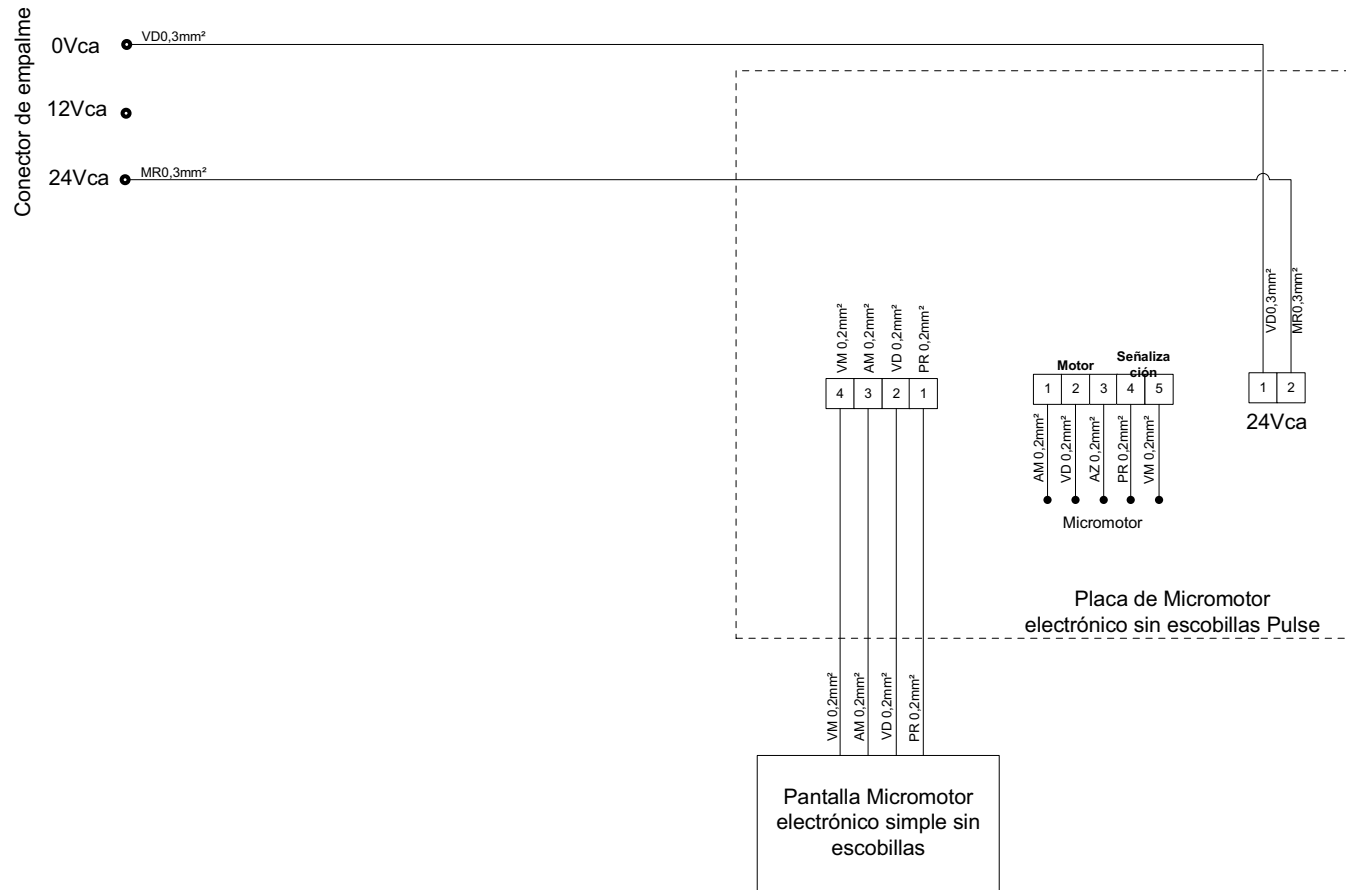 Conector de empalme
0Vca
VD0,3mm²
12Vca
24Vca
MR0,3mm²
VD0,3mm²
MR0,3mm²
1 2
24Vca
VM 0,2mm²
AM 0,2mm²
VD 0,2mm²
PR 0,2mm²
4 3 2 1
Motor
Señaliza
ción
1 2 3 4 5
AM 0,2mm²
VD 0,2mm²
AZ 0,2mm²
PR 0,2mm²
VM 0,2mm²
Micromotor
Placa de Micromotor
electrónico sin escobillas Pulse
VM 0,2mm²
AM 0,2mm²
VD 0,2mm²
PR 0,2mm²
Pantalla Micromotor
electrónico simple sin
escobillas